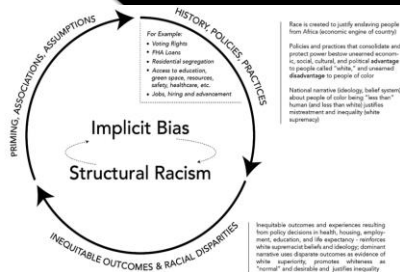 HISTORY, POLICIES, PRACTICES
For Example:
• Voting Rights
• FHA Loans
• Residential segregation
• Access to education,
green space, resources,
safety, healthcare, etc.
• Jobs, hiring and advancement
PRIMING, ASSOCIATIONS, ASSUMPTIONS
Implicit Bias
Structural Racism
INEQUITABLE OUTCOMES & RACIAL DISPARITIES
Race is created to justify enslaving people
from Africa (economic engine of country)
Policies and practices that consolidate and
protect power bestow unearned econom-
ic, social, cultural, and political advantage
to people called "white," and unearned
disadvantage to people of color
National narrative (ideology, belief system)
about people of color being "less than"
human (and less than white) justifies
mistreatment and inequality (white
supremacy)
Inequitable outcomes and experiences resulting
from policy decisions in health, housing, employ-
ment, education, and life expectancy - reinforces
white supremacist beliefs and ideology; dominant
narrative uses disparate outcomes as evidence of
white superiority, promotes whiteness as
"normal" and desirable and justifies inequality